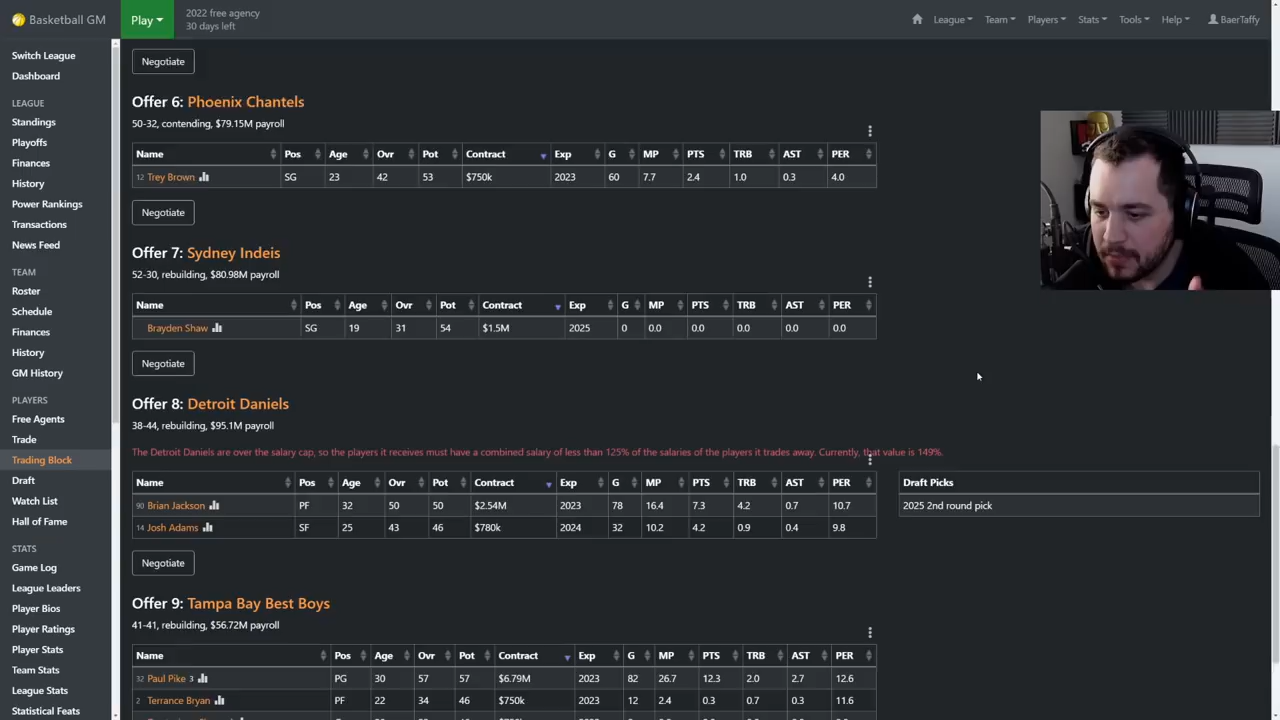 Basketball GM
Play
2022 free agency
30 days left
League
Team
Players
Stats
Tools
Help
BaerTaffy
Switch League
Dashboard
LEAGUE
Standings
Playoffs
Finances
History
Power Rankings
Transactions
News Feed
TEAM
Roster
Schedule
Finances
History
GM History
PLAYERS
Free Agents
Trade
Trading Block
Draft
Watch List
Hall of Fame
STATS
Game Log
League Leaders
Player Bios
Player Ratings
Player Stats
Team Stats
League Stats
Statistical Feats
Negotiate
Offer 6: Phoenix Chantels
50-32, contending, $79.15M payroll
Name Pos Age Ovr Pot Contract Exp G MP PTS TRB AST PER
12 Trey Brown SG 23 42 53 $750k 2023 60 7.7 2.4 1.0 0.3 4.0
Negotiate
Offer 7: Sydney Indeis
52-30, rebuilding, $80.98M payroll
Name Pos Age Ovr Pot Contract Exp G MP PTS TRB AST PER
Brayden Shaw SG 19 31 54 $1.5M 2025 0 0.0 0.0 0.0 0.0 0.0
Negotiate
Offer 8: Detroit Daniels
38-44, rebuilding, $95.1M payroll
The Detroit Daniels are over the salary cap, so the players it receives must have a combined salary of less than 125% of the salaries of the players it trades away. Currently, that value is 149%.
Name Pos Age Ovr Pot Contract Exp G MP PTS TRB AST PER
90 Brian Jackson PF 32 50 50 $2.54M 2023 78 16.4 7.3 4.2 0.7 10.7
14 Josh Adams SF 25 43 46 $780k 2024 32 10.2 4.2 0.9 0.4 9.8
Draft Picks
2025 2nd round pick
Negotiate
Offer 9: Tampa Bay Best Boys
41-41, rebuilding, $56.72M payroll
Name Pos Age Ovr Pot Contract Exp G MP PTS TRB AST PER
32 Paul Pike 3 PG 30 57 57 $6.79M 2023 82 26.7 12.3 2.0 2.7 12.6
2 Terrance Bryan PF 22 34 46 $750k 2023 12 2.4 0.3 0.7 0.3 11.6